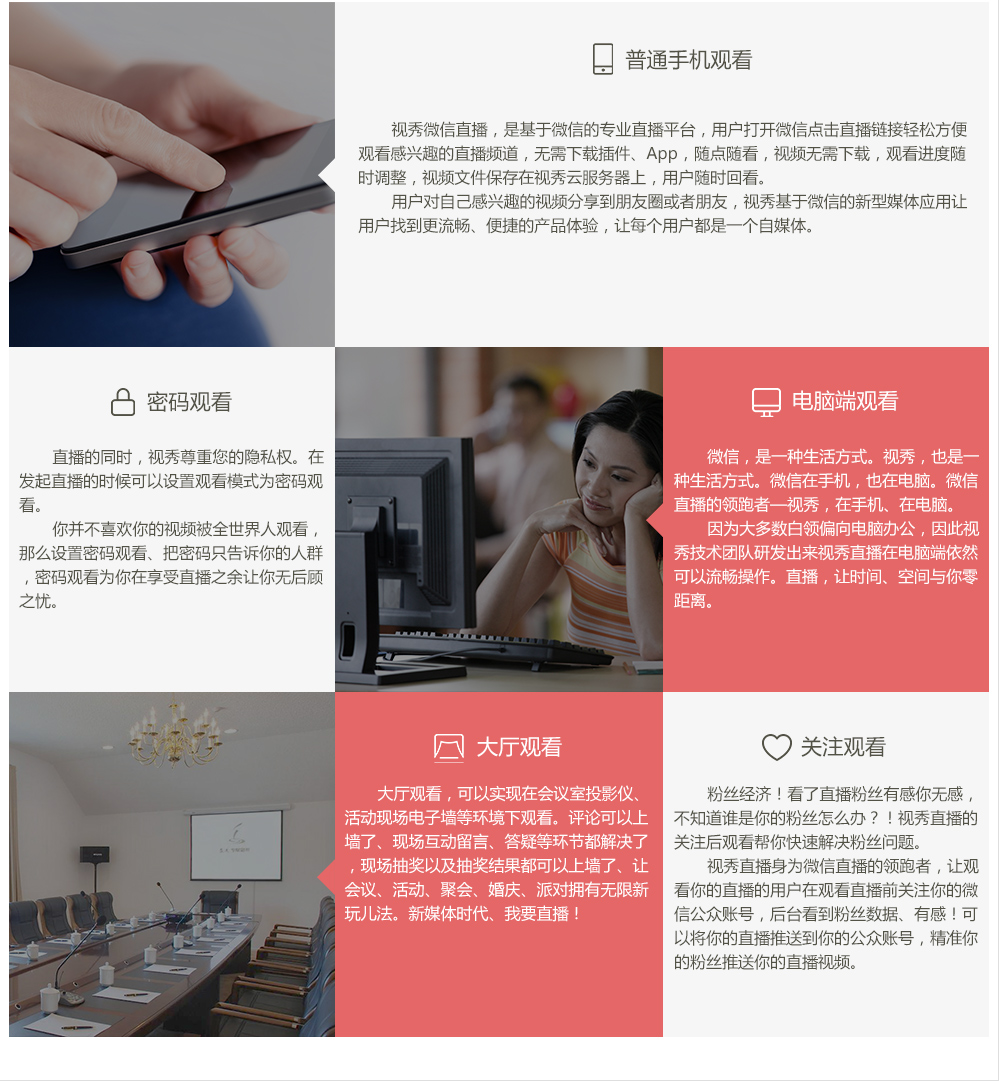 普通手机观看
视秀微信直播，是基于微信的专业直播平台，用户打开微信点击直播链接轻松方便
观看感兴趣的直播频道，无需下载插件、App，随点随看，视频无需下载，观看进度随
时调整，视频文件保存在视秀云服务器上，用户随时回看。
用户对自己感兴趣的视频分享到朋友圈或者朋友，视秀基于微信的新型媒体应用让
用户找到更流畅、便捷的产品体验，让每个用户都是一个自媒体。
密码观看
直播的同时，视秀尊重您的隐私权。在
发起直播的时候可以设置观看模式为密码观
看。
你并不喜欢你的视频被全世界人观看，
那么设置密码观看、把密码只告诉你的人群
，密码观看为你在享受直播之余让你无后顾
之忧。
电脑端观看
微信，是一种生活方式。视秀，也是一
种生活方式。微信在手机，也在电脑。微信
直播的领跑者—视秀，在手机、在电脑。
因为大多数白领偏向电脑办公，因此视
秀技术团队研发出来视秀直播在电脑端依然
可以流畅操作。直播，让时间、空间与你零
距离。
大厅观看
大厅观看，可以实现在会议室投影仪、
活动现场电子墙等环境下观看。评论可以上
墙了、现场互动留言、答疑等环节都解决了
，现场抽奖以及抽奖结果都可以上墙了、让
会议、活动、聚会、婚庆、派对拥有无限新
玩儿法。新媒体时代、我要直播！
关注观看
粉丝经济！看了直播粉丝有感你无感，
不知道谁是你的粉丝怎么办？！视秀直播的
关注后观看帮你快速解决粉丝问题。
视秀直播身为微信直播的领跑者，让观
看你的直播的用户在观看直播前关注你的微
信公众账号，后台看到粉丝数据、有感！可
以将你的直播推送到你的公众账号，精准你
的粉丝推送你的直播视频。